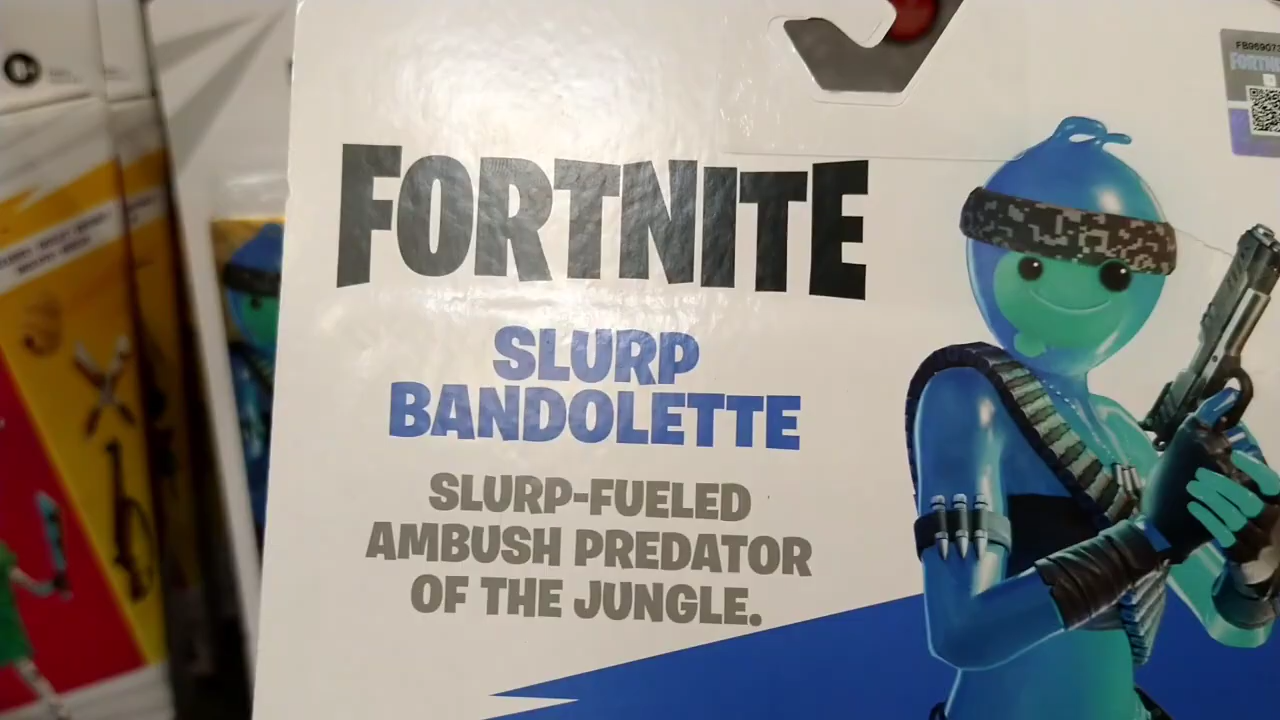 FORTNITE
SLURP
BANDOLETTE
SLURP-FUELED
AMBUSH PREDATOR
OF THE JUNGLE.